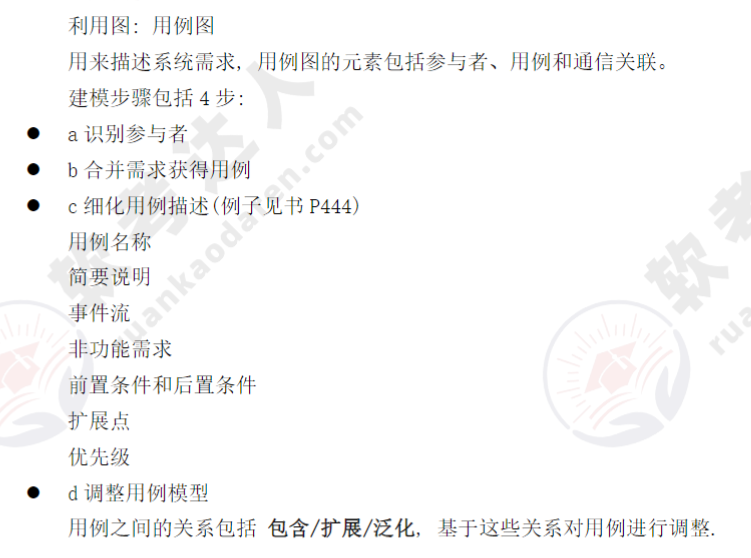 利用图: 用例图
用来描述系统需求, 用例图的元素包括参与者、用例和通信关联。
建模步骤包括 4 步:
● a 识别参与者
● b 合并需求获得用例
● c 细化用例描述(例子见书 P444)
用例名称
简要说明
事件流
非功能需求
前置条件和后置条件
扩展点
优先级
● d 调整用例模型
用例之间的关系包括 包含/扩展/泛化, 基于这些关系对用例进行调整.
软考达人
ruankaodaren.com
软考
rua